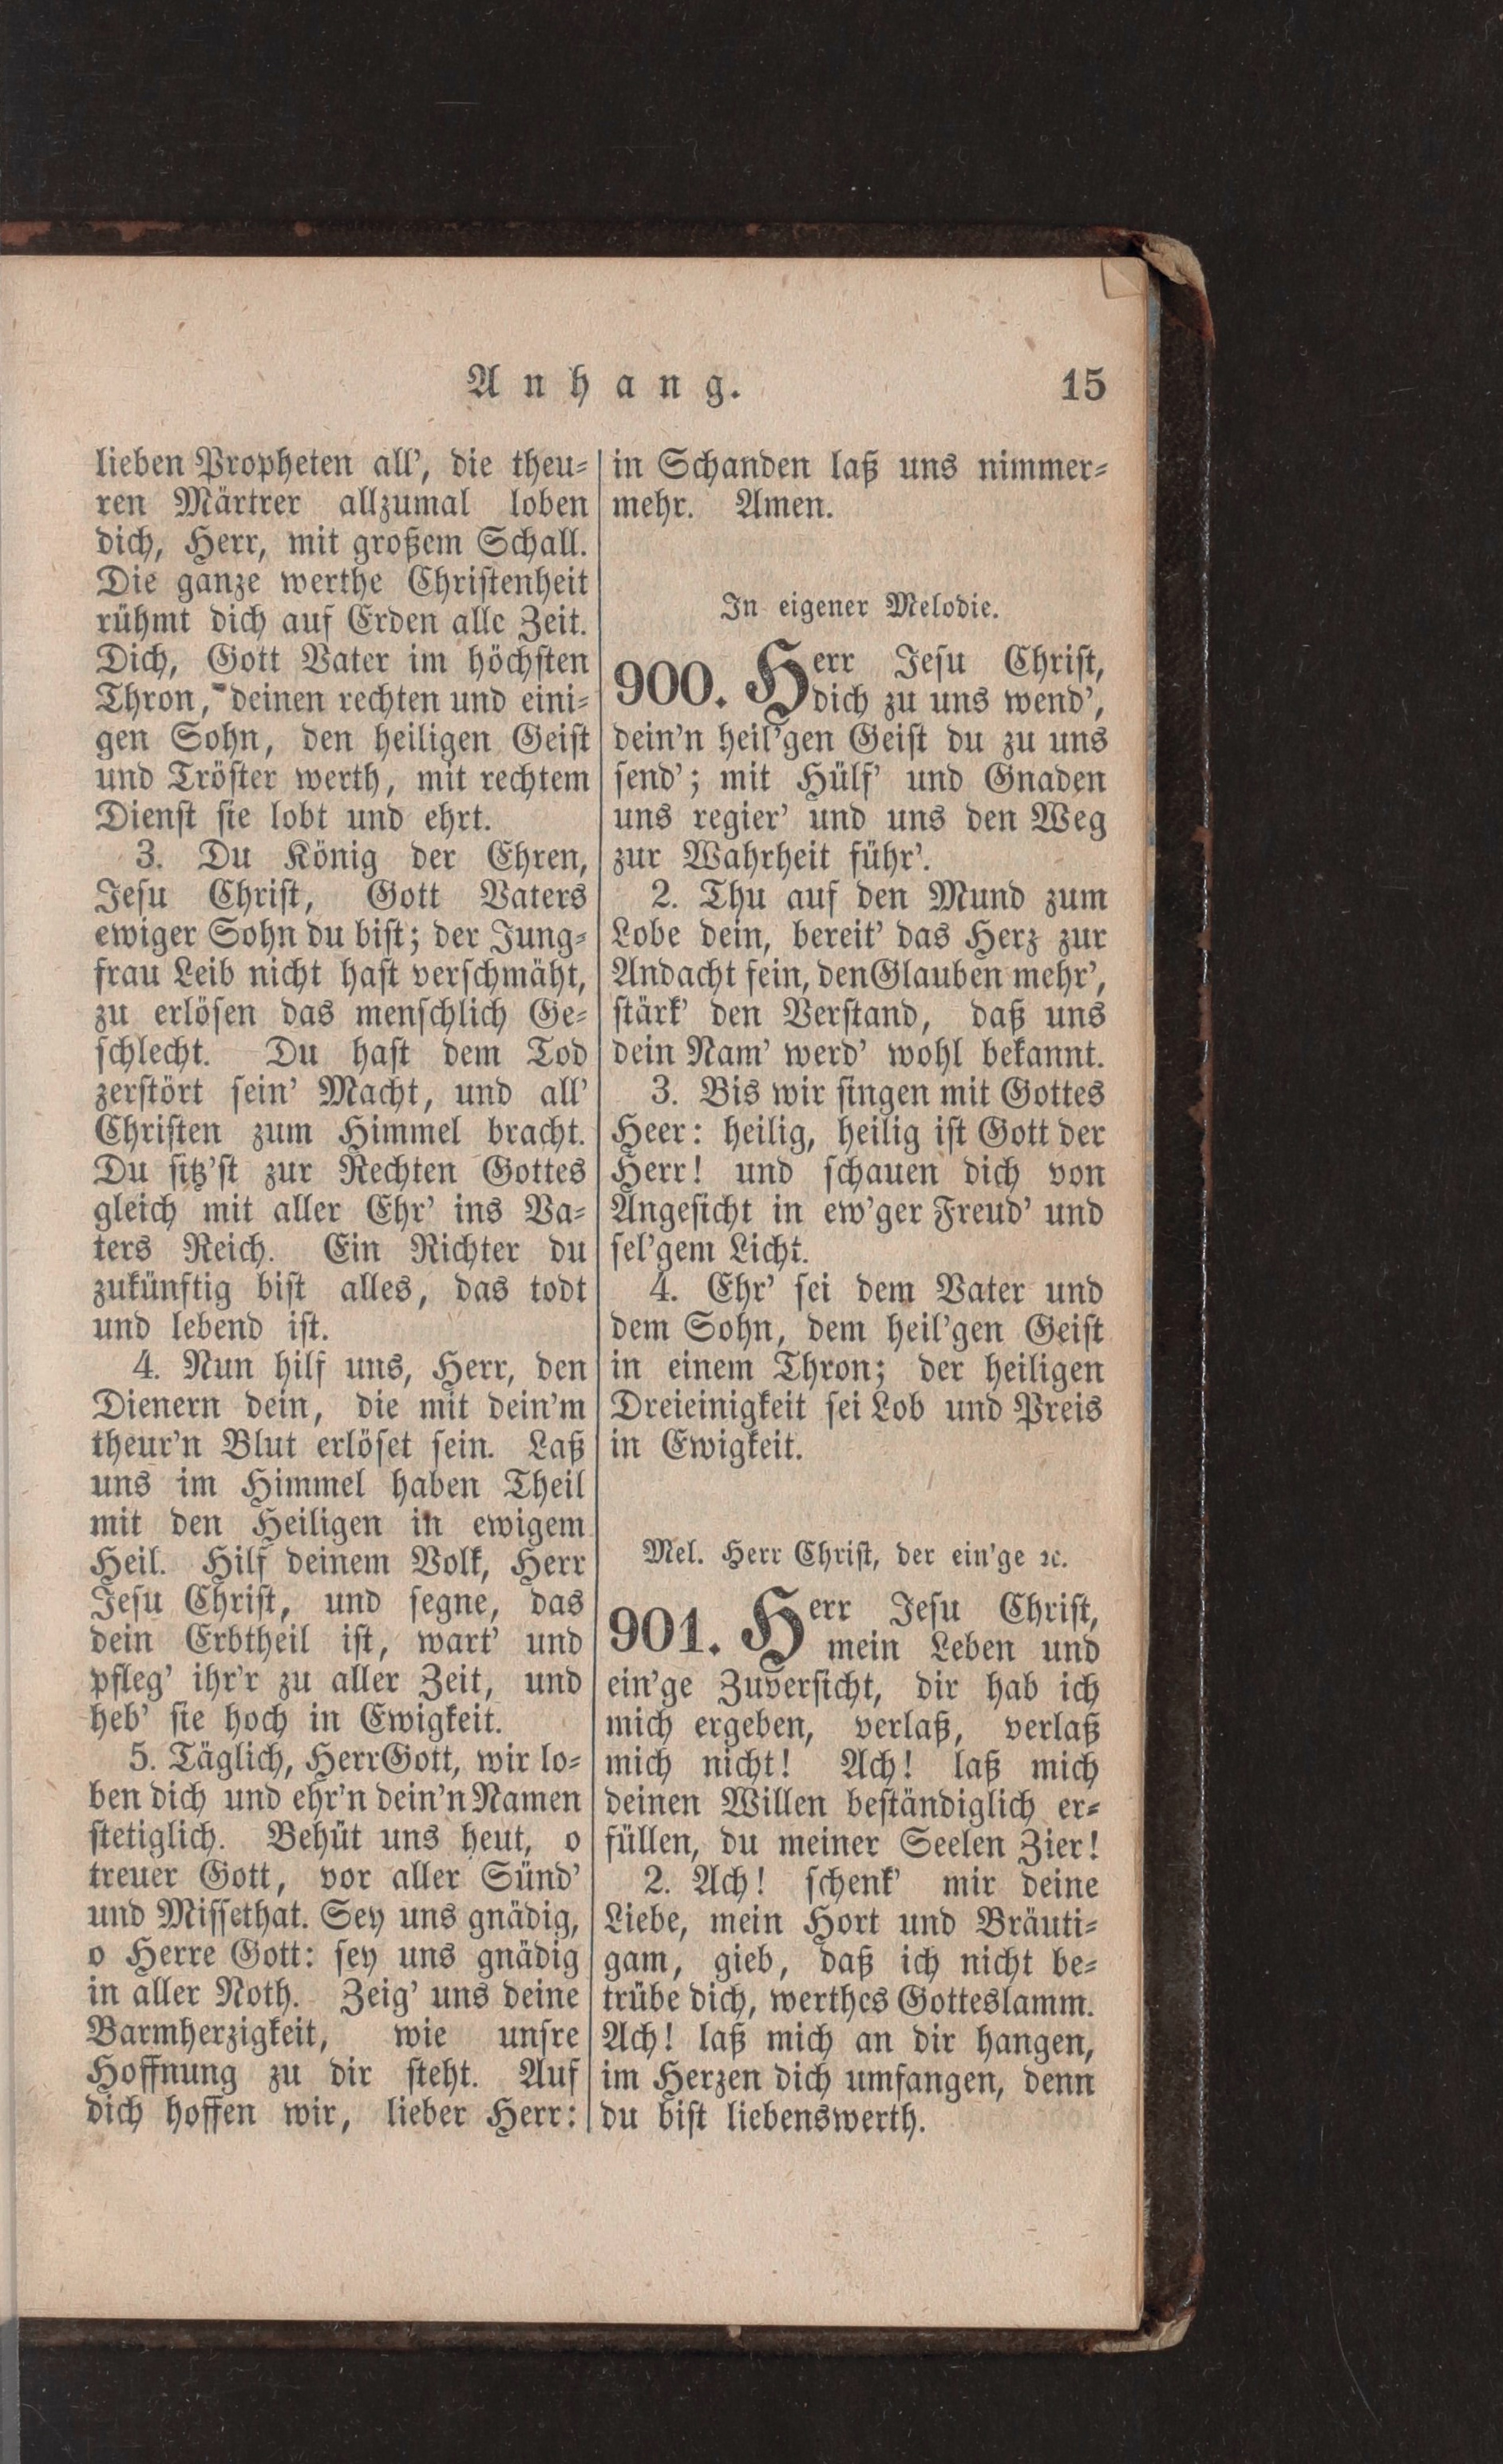 Anhang. 15
lieben Propheten all', die theu-
ren Märtrer allzumal loben
dich, Herr, mit großem Schall.
Die ganze werthe Christenheit
rühmt dich auf Erden alle Zeit.
Dich, Gott Vater im höchsten
Thron, deinen rechten und eini-
gen Sohn, den heiligen Geist
und Tröster werth, mit rechtem
Dienst sie lobt und ehrt.
3. Du König der Ehren,
Jesu Christ, Gott Vaters
ewiger Sohn du bist; der Jung-
frau Leib nicht hast verschmäht,
zu erlösen das menschlich Ge-
schlecht. Du hast dem Tod
zerstört sein' Macht, und all'
Christen zum Himmel bracht.
Du sitz'st zur Rechten Gottes
gleich mit aller Ehr' ins Va-
ters Reich. Ein Richter du
zukünftig bist alles, das todt
und lebend ist.
4. Nun hilf uns, Herr, den
Dienern dein, die mit dein'm
theur'n Blut erlöset sein. Laß
uns im Himmel haben Theil
mit den Heiligen in ewigem
Heil. Hilf deinem Volk, Herr
Jesu Christ, und segne, das
dein Erbtheil ist, wart' und
pfleg' ihr'r zu aller Zeit, und
heb' sie hoch in Ewigkeit.
5. Täglich, Herr Gott, wir lo-
ben dich und ehr'n dein'n Namen
stetiglich. Behüt uns heut, o
treuer Gott, vor aller Sünd'
und Missethat. Sey uns gnädig,
o Herre Gott: sey uns gnädig
in aller Noth. Zeig' uns deine
Barmherzigkeit, wie unsre
Hoffnung zu dir steht. Auf
dich hoffen wir, lieber Herr:
in Schanden laß uns nimmer-
mehr. Amen.
In eigener Melodie.
900. Herr Jesu Christ,
dich zu uns wend',
dein'n heil'gen Geist du zu uns
send'; mit Hülf' und Gnaden
uns regier' und uns den Weg
zur Wahrheit führ'.
2. Thu auf den Mund zum
Lobe dein, bereit' das Herz zur
Andacht fein, den Glauben mehr',
stärk' den Verstand, daß uns
dein Nam' werd' wohl bekannt.
3. Bis wir singen mit Gottes
Heer: heilig, heilig ist Gott der
Herr! und schauen dich von
Angesicht in ew'ger Freud' und
sel'gem Licht.
4. Ehr' sei dem Vater und
dem Sohn, dem heil'gen Geist
in einem Thron; der heiligen
Dreieinigkeit sei Lob und Preis
in Ewigkeit.
Mel. Herr Christ, der ein'ge ꝛc.
901. Herr Jesu Christ,
mein Leben und
ein'ge Zuversicht, dir hab ich
mich ergeben, verlaß, verlaß
mich nicht! Ach! laß mich
deinen Willen beständiglich er-
füllen, du meiner Seelen Zier!
2. Ach! schenk' mir deine
Liebe, mein Hort und Bräuti-
gam, gieb, daß ich nicht be-
trübe dich, werthes Gotteslamm.
Ach! laß mich an dir hangen,
im Herzen dich umfangen, denn
du bist liebenswerth.